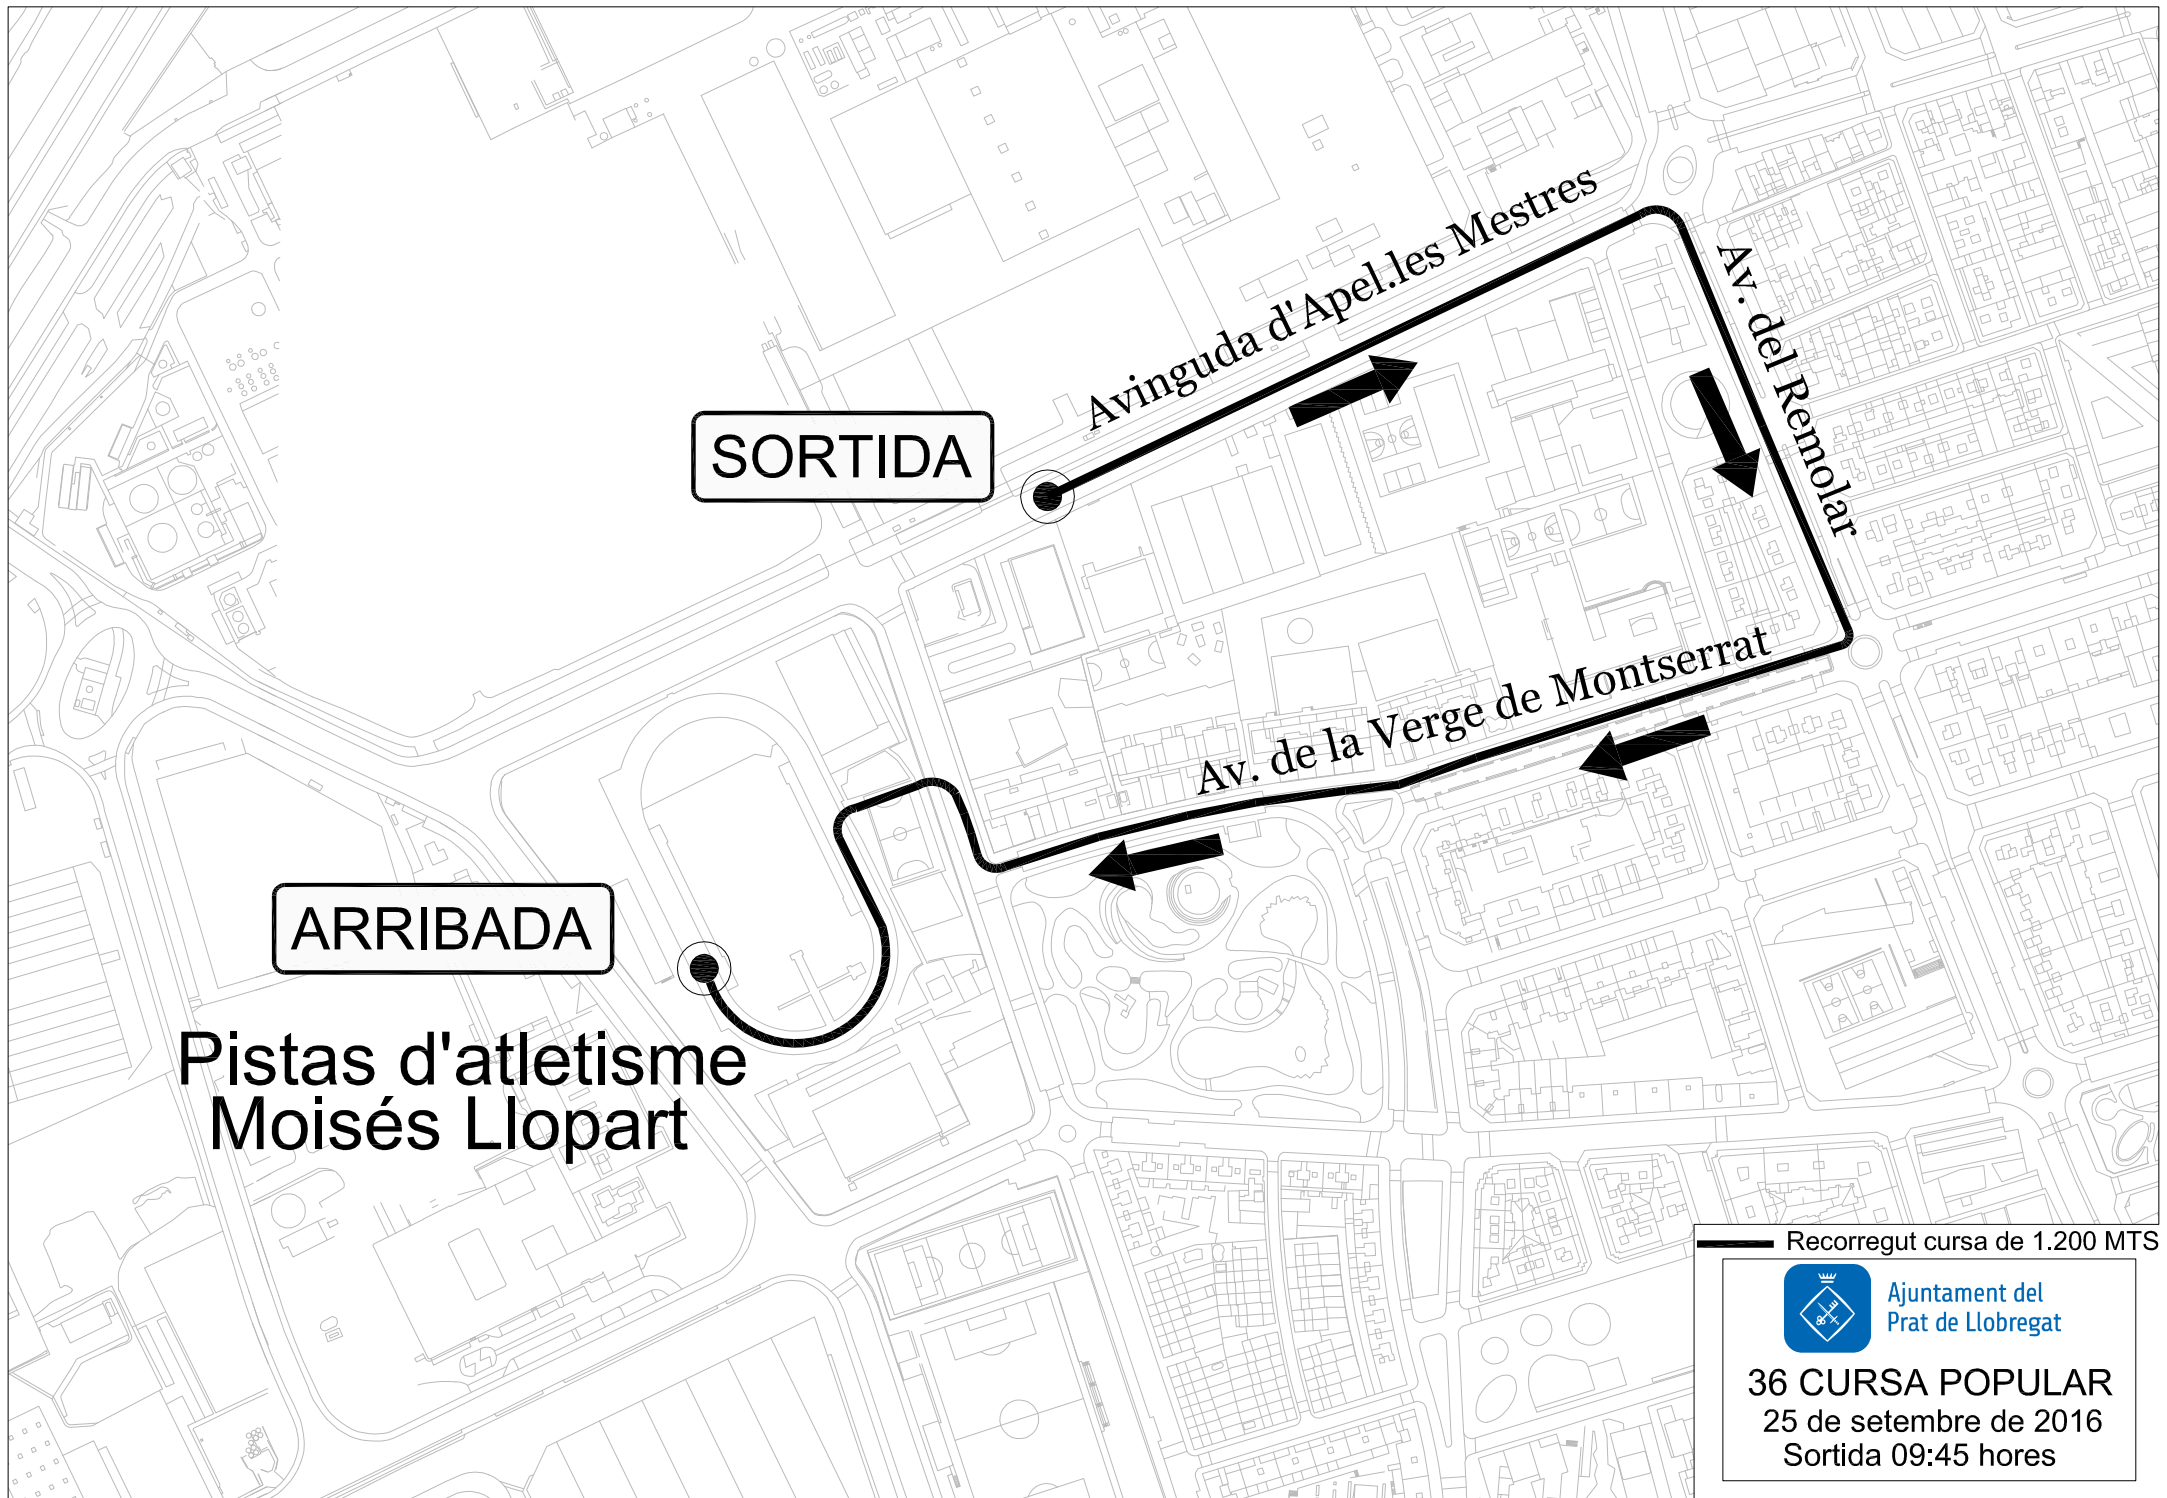 Avinguda d'Apel.les Mestres
Av. del Remolar
SORTIDA
Av. de la Verge de Montserrat
ARRIBADA
Pistas d'atletisme
Moisés Llopart
Recorregut cursa de 1.200 MTS
Ajuntament del
Prat de Llobregat
36 CURSA POPULAR
25 de setembre de 2016
Sortida 09:45 hores